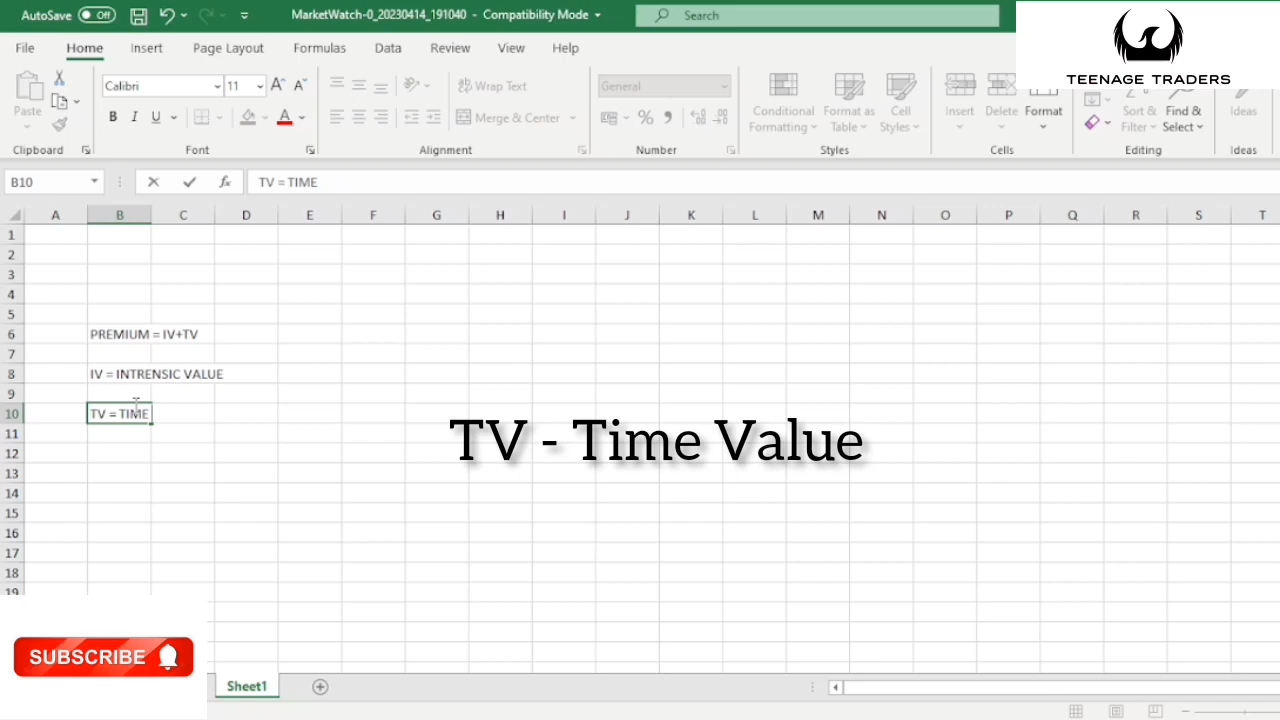 AutoSave Off MarketWatch-0_20230414_191040 - Compatibility Mode Search
File Home Insert Page Layout Formulas Data Review View Help
TEENAGE TRADERS
Calibri 11 A A Wrap Text General
Paste B I U A Merge & Center % Conditional Formatting Format as Table Cell Styles Insert Delete Format Sort & Filter Find & Select Ideas
Clipboard Font Alignment Number Styles Cells Editing Ideas
B10 fx TV = TIME
A B C D E F G H I J K L M N O P Q R S T
1
2
3
4
5
6 PREMIUM = IV+TV
7
8 IV = INTRENSIC VALUE
9
10 TV = TIME
TV - Time Value
11
12
13
14
15
16
17
18
19
SUBSCRIBE
Sheet1